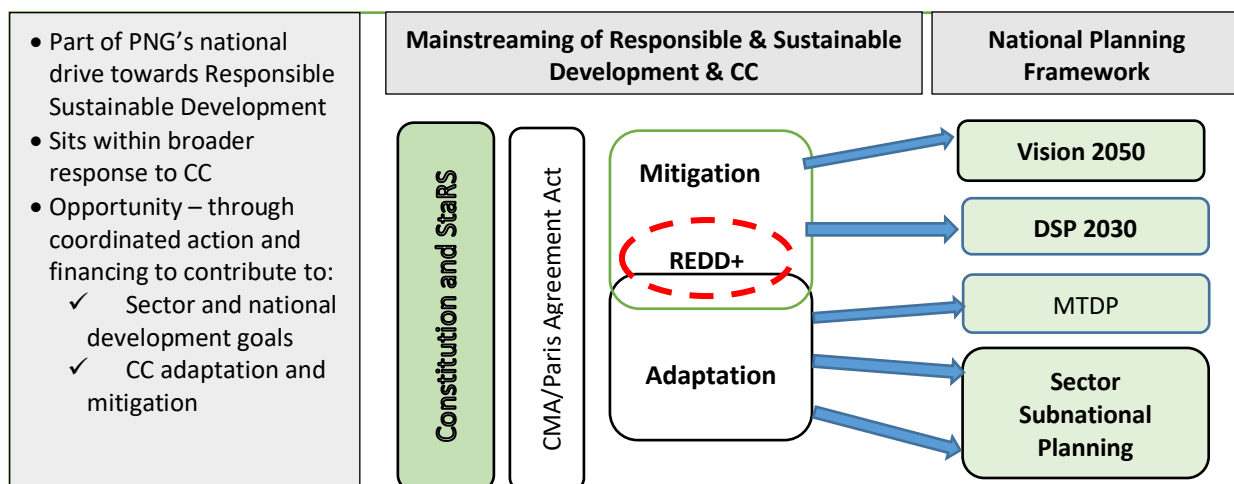 • Part of PNG's national
drive towards Responsible
Sustainable Development
• Sits within broader
response to CC
• Opportunity – through
coordinated action and
financing to contribute to:
✓ Sector and national
development goals
✓ CC adaptation and
mitigation
Mainstreaming of Responsible & Sustainable
Development & CC
National Planning
Framework
Constitution and StaRS
CMA/Paris Agreement Act
Mitigation
REDD+
Adaptation
Vision 2050
DSP 2030
MTDP
Sector
Subnational
Planning